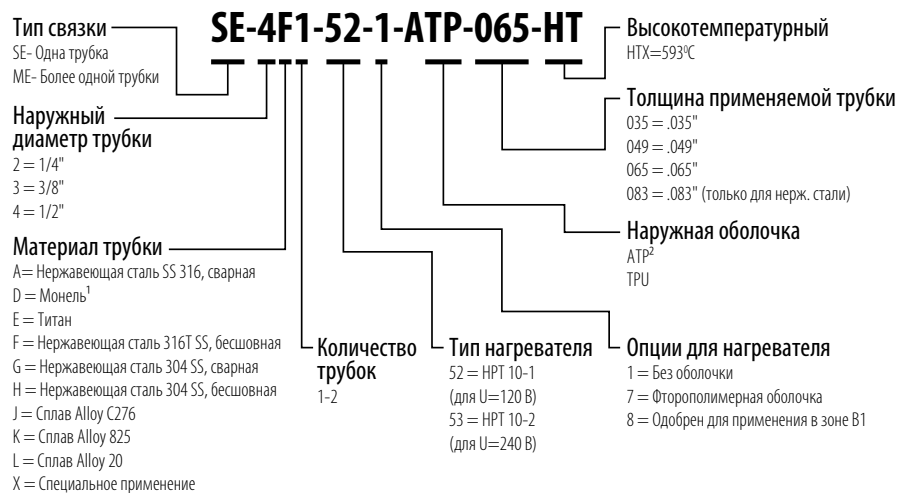 SE-4F1-52-1-ATP-065-HT
Тип связки
SE- Одна трубка
ME- Более одной трубки
Наружный
диаметр трубки
2 = 1/4"
3 = 3/8"
4 = 1/2"
Материал трубки
A= Нержавеющая сталь SS 316, сварная
D = Монель¹
E = Титан
F = Нержавеющая сталь 316T SS, бесшовная
G = Нержавеющая сталь 304 SS, сварная
H = Нержавеющая сталь 304 SS, бесшовная
J = Сплав Alloy C276
K = Сплав Alloy 825
L = Сплав Alloy 20
X = Специальное применение
Количество
трубок
1-2
Тип нагревателя
52 = HPT 10-1
(для U=120 В)
53 = HPT 10-2
(для U=240 В)
Опции для нагревателя
1 = Без оболочки
7 = Фторополимерная оболочка
8 = Одобрен для применения в зоне B1
Наружная оболочка
ATP²
TPU
Толщина применяемой трубки
035 = .035"
049 = .049"
065 = .065"
083 = .083" (только для нерж. стали)
Высокотемпературный
HTX=593⁰C